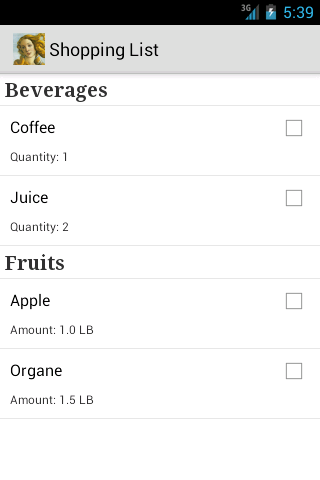 3G 5:39
Shopping List
Beverages
Coffee
Quantity: 1
Juice
Quantity: 2
Fruits
Apple
Amount: 1.0 LB
Organe
Amount: 1.5 LB